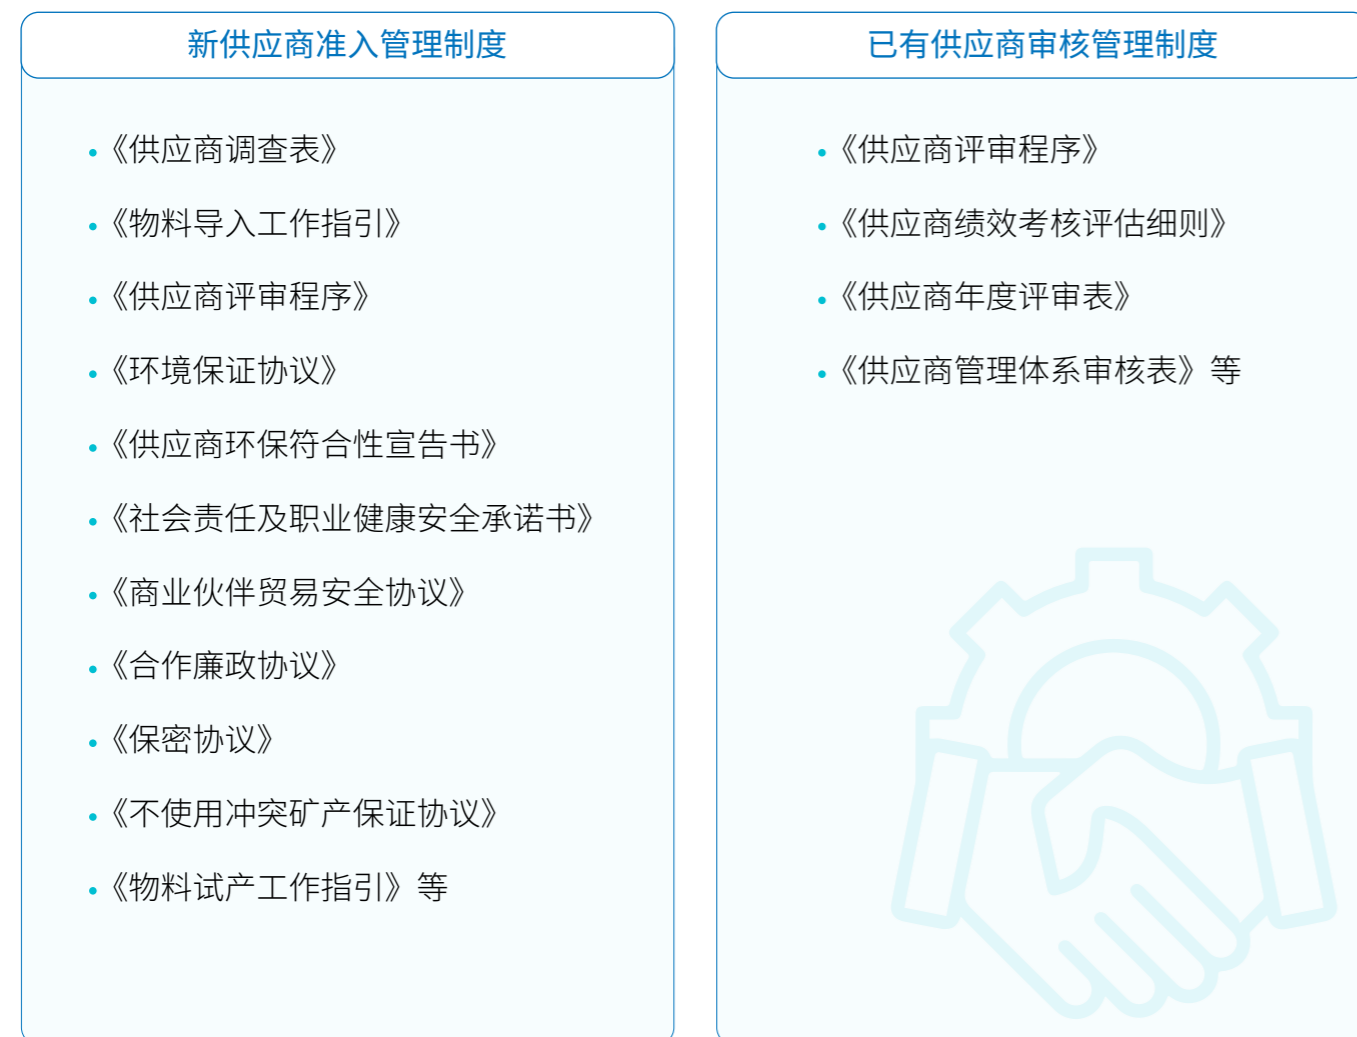 新供应商准入管理制度
•《供应商调查表》
•《物料导入工作指引》
•《供应商评审程序》
•《环境保证协议》
•《供应商环保符合性宣告书》
•《社会责任及职业健康安全承诺书》
•《商业伙伴贸易安全协议》
•《合作廉政协议》
•《保密协议》
•《不使用冲突矿产保证协议》
•《物料试产工作指引》等
已有供应商审核管理制度
•《供应商评审程序》
•《供应商绩效考核评估细则》
•《供应商年度评审表》
•《供应商管理体系审核表》等